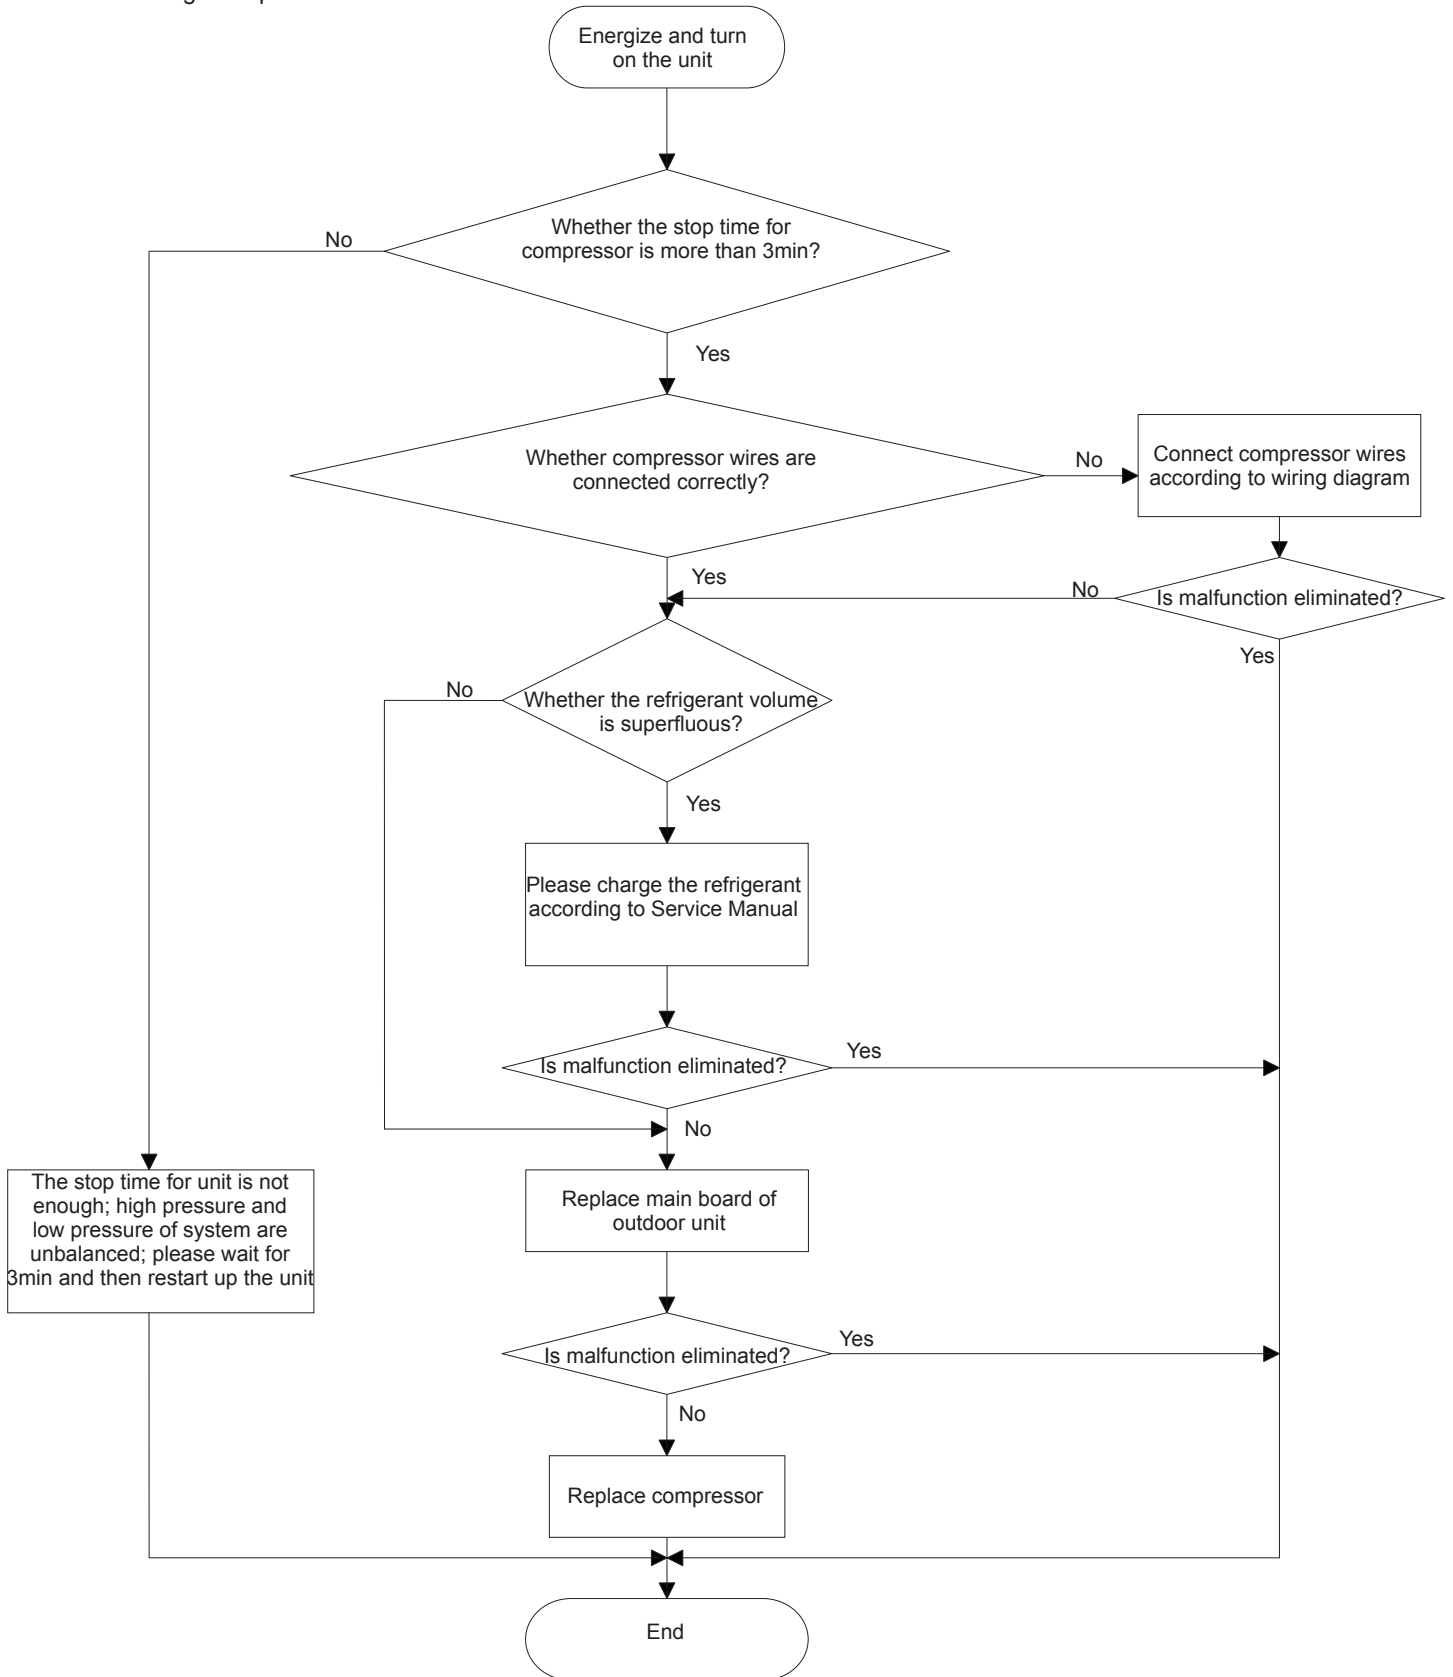 Energize and turn
on the unit
Whether the stop time for
compressor is more than 3min?
No
Yes
Whether compressor wires are
connected correctly?
No
Connect compressor wires
according to wiring diagram
Yes
No
Is malfunction eliminated?
Yes
No
Whether the refrigerant volume
is superfluous?
Yes
Please charge the refrigerant
according to Service Manual
Is malfunction eliminated?
Yes
No
The stop time for unit is not
enough; high pressure and
low pressure of system are
unbalanced; please wait for
3min and then restart up the unit
Replace main board of
outdoor unit
Is malfunction eliminated?
Yes
No
Replace compressor
End